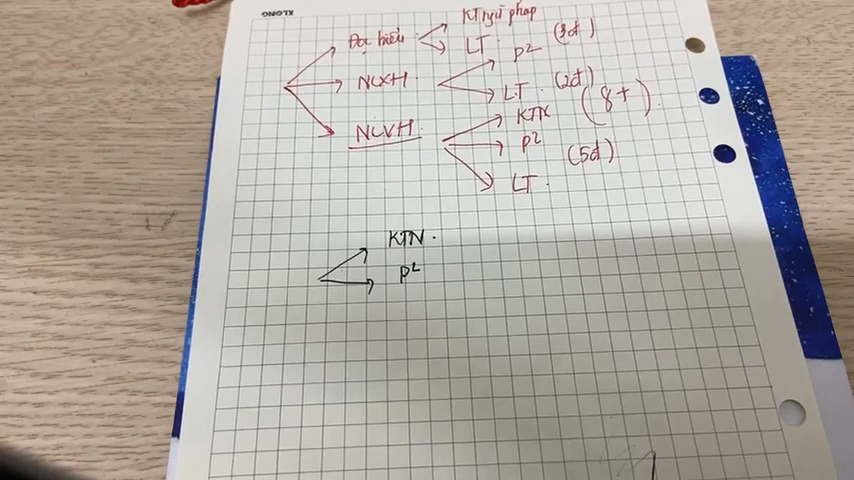 XLONG
KT ngữ pháp
Đọc hiểu
LT. (3đ)
P²
NLXH
LT. (2đ)
KTN (8+).
NLVH.
P²
(5đ)
LT.
KTN.
P²